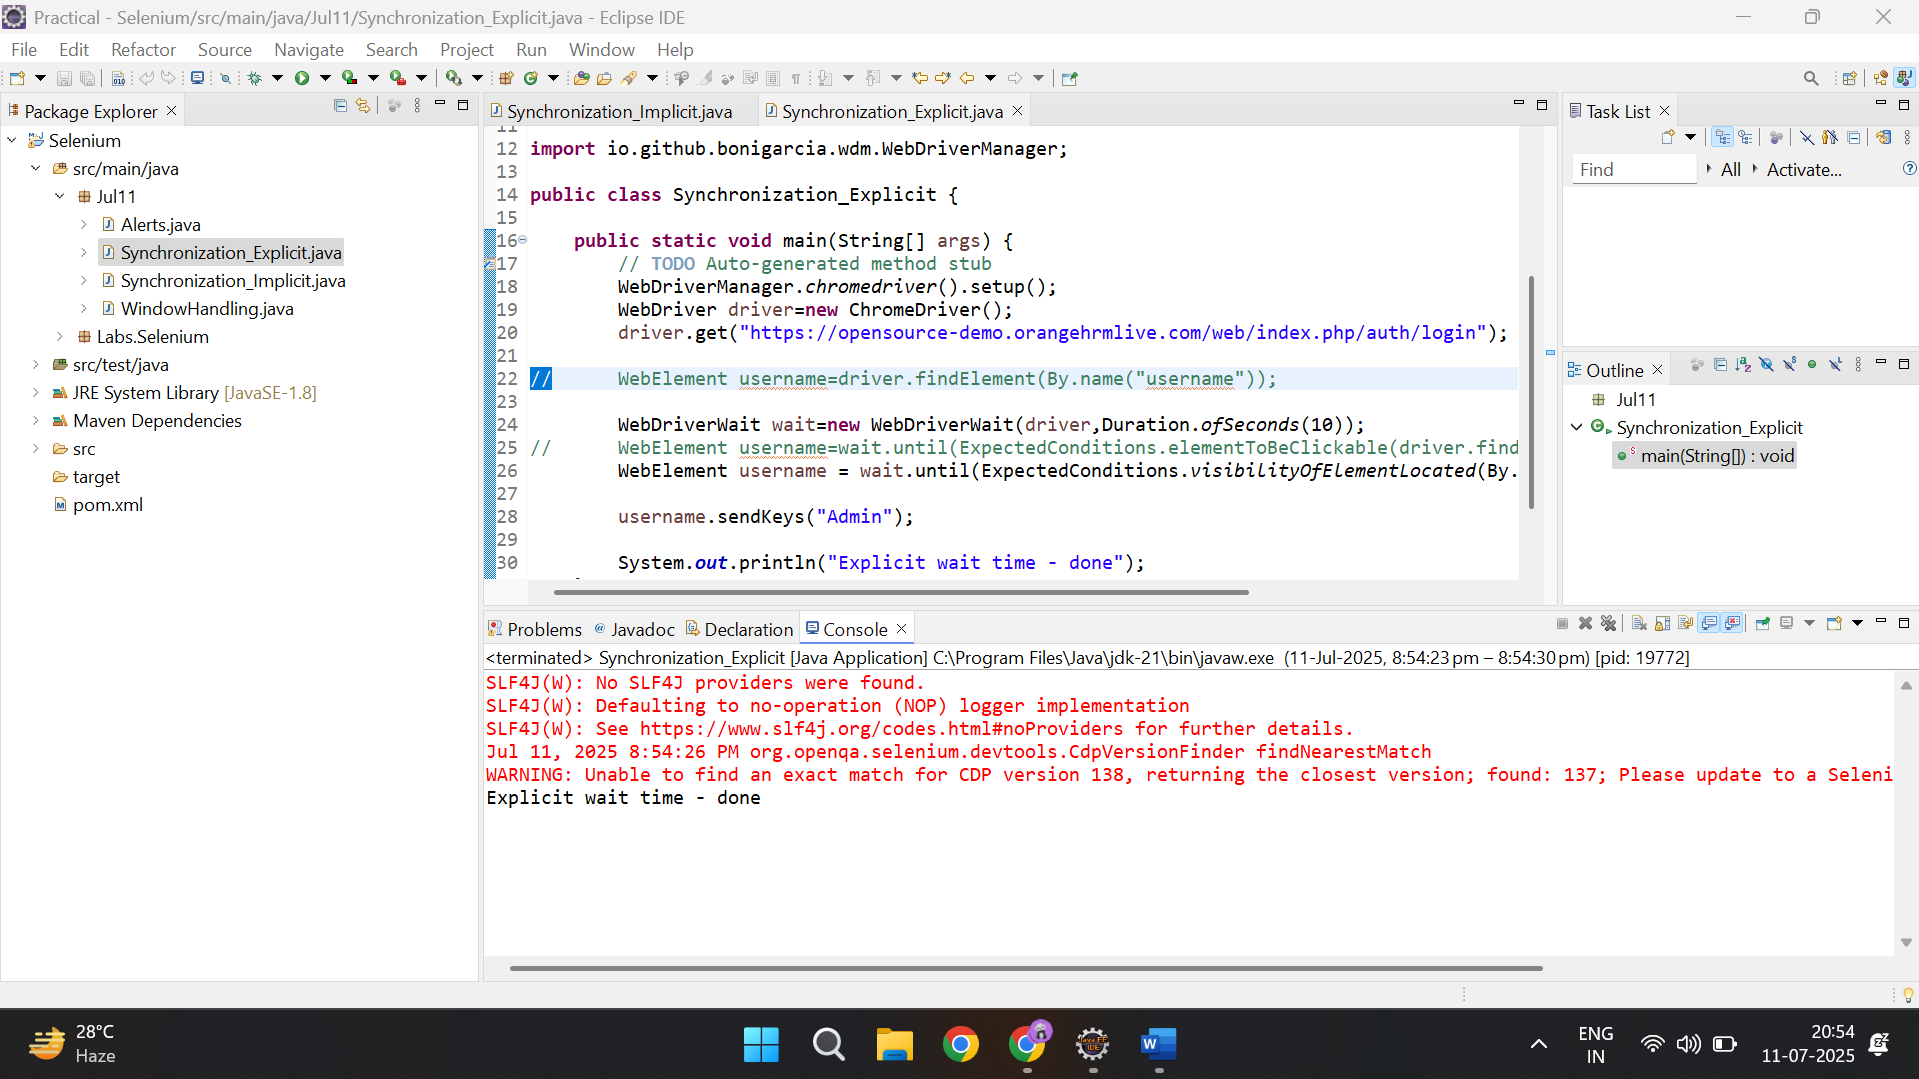 Practical - Selenium/src/main/java/Jul11/Synchronization_Explicit.java - Eclipse IDE
File Edit Refactor Source Navigate Search Project Run Window Help
Package Explorer
Selenium
src/main/java
Jul11
Alerts.java
Synchronization_Explicit.java
Synchronization_Implicit.java
WindowHandling.java
Labs.Selenium
src/test/java
JRE System Library [JavaSE-1.8]
Maven Dependencies
src
target
pom.xml
Synchronization_Implicit.java Synchronization_Explicit.java
11
12 import io.github.bonigarcia.wdm.WebDriverManager;
13
14 public class Synchronization_Explicit {
15
16 public static void main(String[] args) {
17 // TODO Auto-generated method stub
18 WebDriverManager.chromedriver().setup();
19 WebDriver driver=new ChromeDriver();
20 driver.get("https://opensource-demo.orangehrmlive.com/web/index.php/auth/login");
21
22 // WebElement username=driver.findElement(By.name("username"));
23
24 WebDriverWait wait=new WebDriverWait(driver,Duration.ofSeconds(10));
25 // WebElement username=wait.until(ExpectedConditions.elementToBeClickable(driver.find
26 WebElement username = wait.until(ExpectedConditions.visibilityOfElementLocated(By.
27
28 username.sendKeys("Admin");
29
30 System.out.println("Explicit wait time - done");
Task List
Find All Activate...
Outline
Jul11
Synchronization_Explicit
main(String[]) : void
Problems Javadoc Declaration Console
<terminated> Synchronization_Explicit [Java Application] C:\Program Files\Java\jdk-21\bin\javaw.exe (11-Jul-2025, 8:54:23 pm – 8:54:30 pm) [pid: 19772]
SLF4J(W): No SLF4J providers were found.
SLF4J(W): Defaulting to no-operation (NOP) logger implementation
SLF4J(W): See https://www.slf4j.org/codes.html#noProviders for further details.
Jul 11, 2025 8:54:26 PM org.openqa.selenium.devtools.CdpVersionFinder findNearestMatch
WARNING: Unable to find an exact match for CDP version 138, returning the closest version; found: 137; Please update to a Seleni
Explicit wait time - done
28°C
Haze
ENG
IN
20:54
11-07-2025